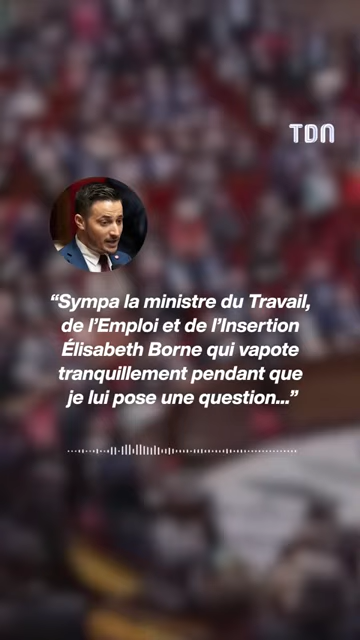 TDN
“Sympa la ministre du Travail,
de l’Emploi et de l’Insertion
Élisabeth Borne qui vapote
tranquillement pendant que
je lui pose une question...”